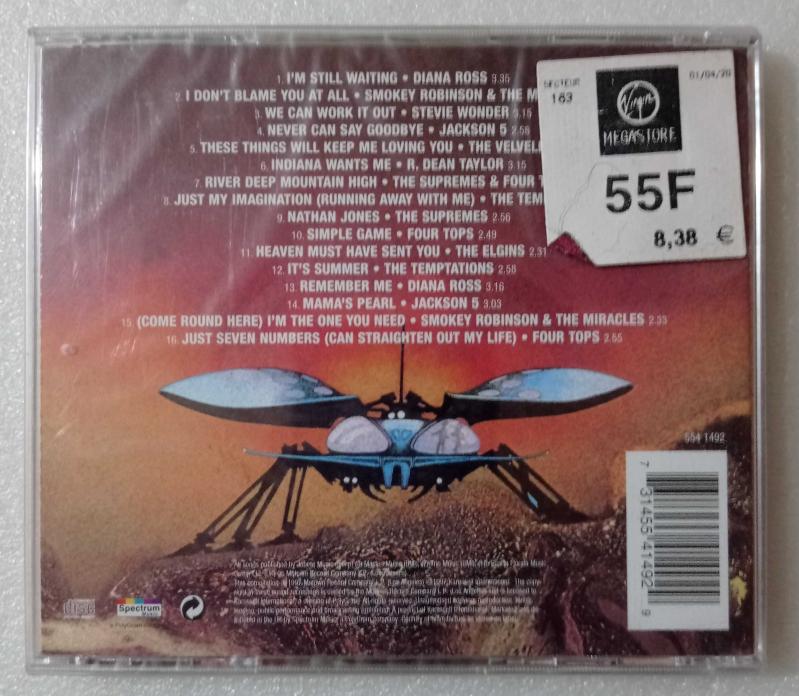 1. I'M STILL WAITING • DIANA ROSS 3.35
2. I DON'T BLAME YOU AT ALL • SMOKEY ROBINSON & THE M
3. WE CAN WORK IT OUT • STEVIE WONDER 3.15
4. NEVER CAN SAY GOODBYE • JACKSON 5 2.56
5. THESE THINGS WILL KEEP ME LOVING YOU • THE VELVEL
6. INDIANA WANTS ME • R. DEAN TAYLOR 3.15
7. RIVER DEEP MOUNTAIN HIGH • THE SUPREMES & FOUR T
8. JUST MY IMAGINATION (RUNNING AWAY WITH ME) • THE TEM
9. NATHAN JONES • THE SUPREMES 2.56
10. SIMPLE GAME • FOUR TOPS 2.49
11. HEAVEN MUST HAVE SENT YOU • THE ELGINS 2.31
12. IT'S SUMMER • THE TEMPTATIONS 2.58
13. REMEMBER ME • DIANA ROSS 3.16
14. MAMA'S PEARL • JACKSON 5 3.03
15. (COME ROUND HERE) I'M THE ONE YOU NEED • SMOKEY ROBINSON & THE MIRACLES 2.33
16. JUST SEVEN NUMBERS (CAN STRAIGHTEN OUT MY LIFE) • FOUR TOPS 2.55
SECTEUR
163
01/04/20
Virgin
MEGASTORE
55F
8,38 €
554 1492
7 31455 41492 9
Spectrum